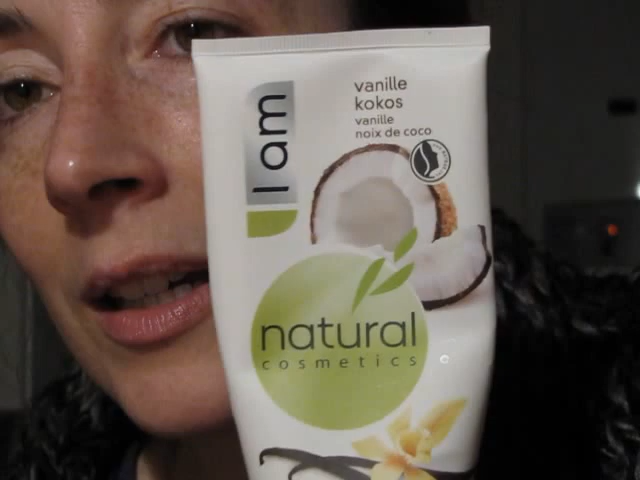 I am
vanille
kokos
vanille
noix de coco
natural
cosmetics